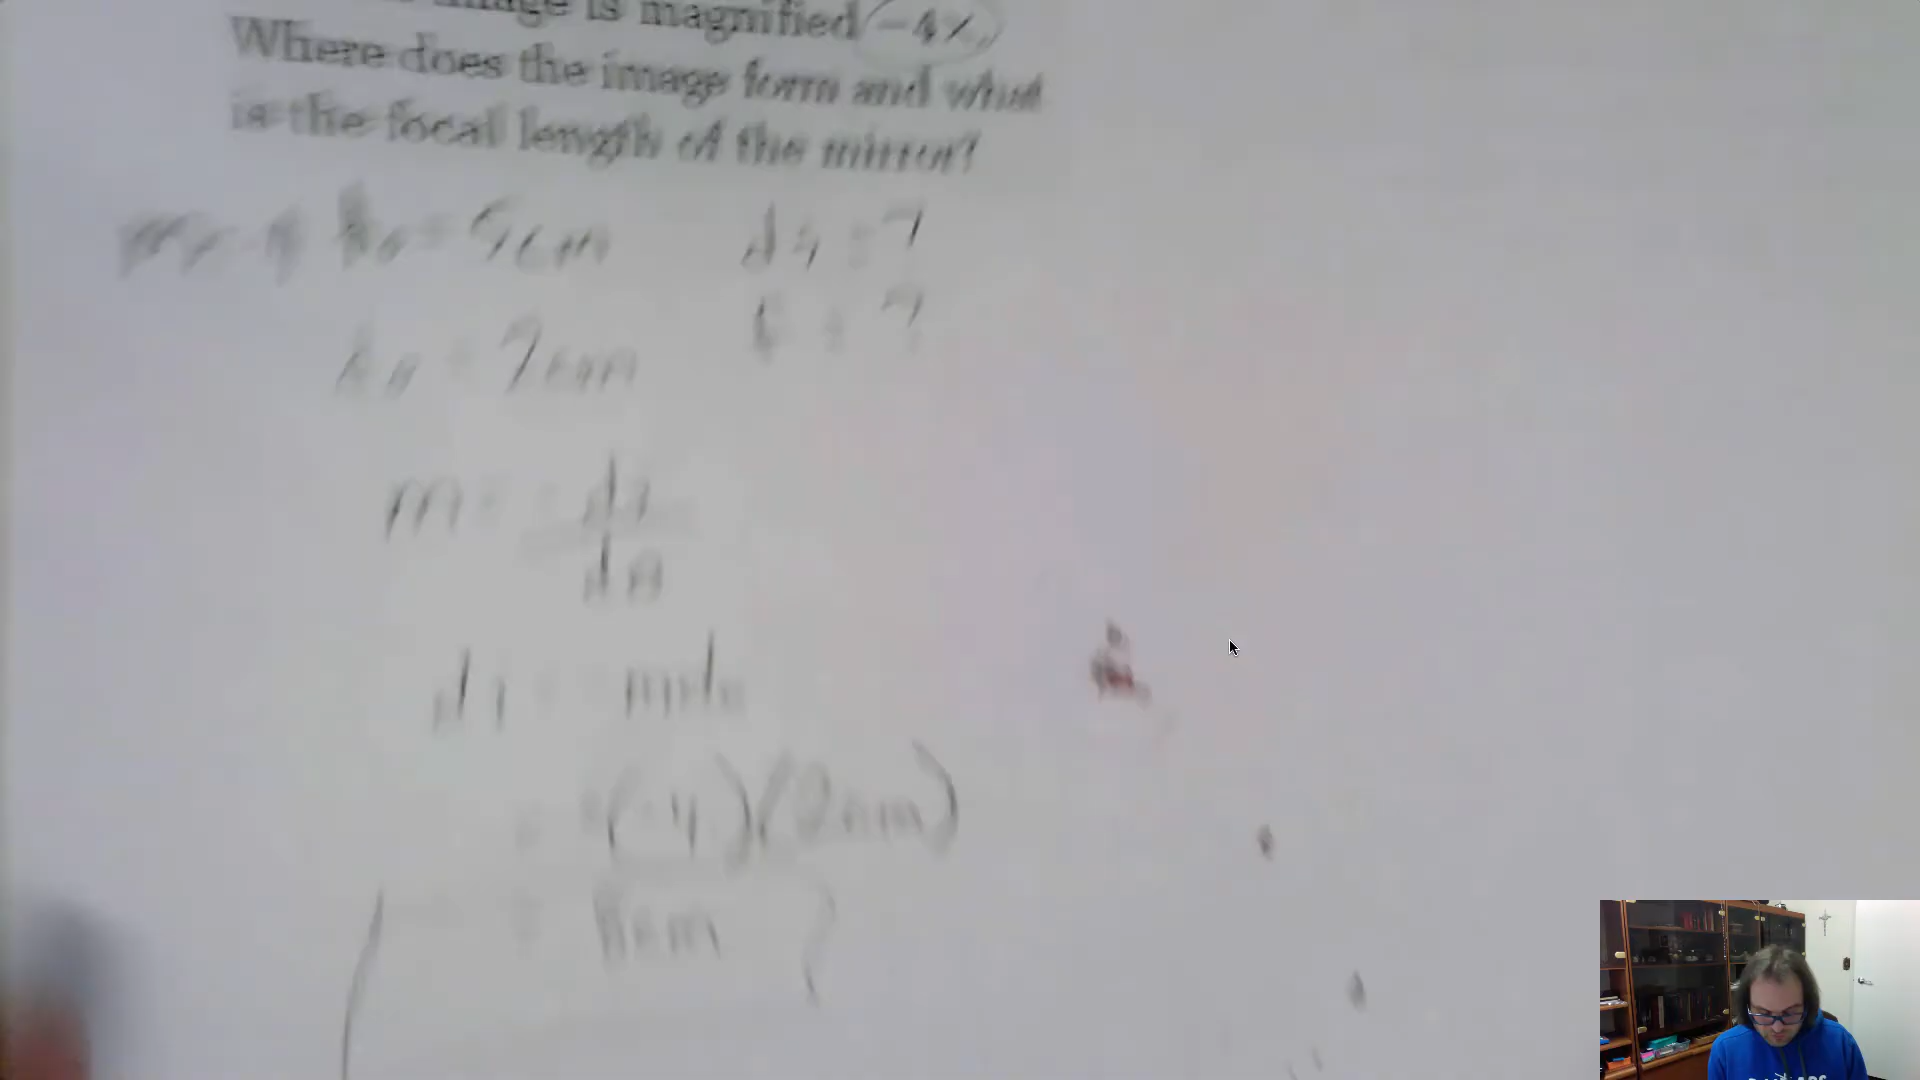 image is magnified -4x.
Where does the image form and what
is the focal length of the mirror?
m = -4 ho = 5cm di = ?
= 2cm f = ?
m = - di
do
di = -mdo
= -(-4)(2cm)
= 8cm